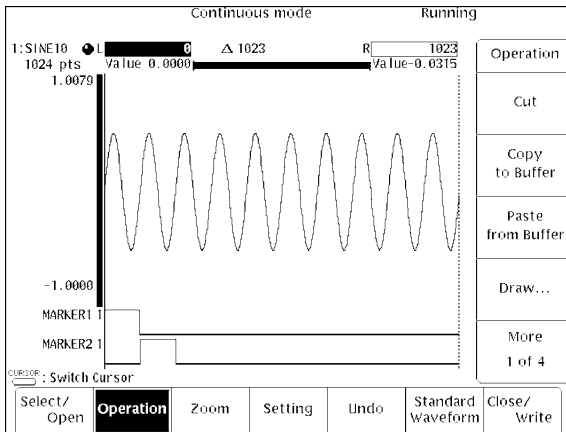 Continuous mode Running
1:SINE10 L 0 Δ 1023 R 1023
1024 pts Value 0.0000 Value-0.0315
1.0079
-1.0000
MARKER1 1
MARKER2 1
CURSOR : Switch Cursor
Operation
Cut
Copy
to Buffer
Paste
from Buffer
Draw...
More
1 of 4
Select/
Open
Operation
Zoom
Setting
Undo
Standard
Waveform
Close/
Write